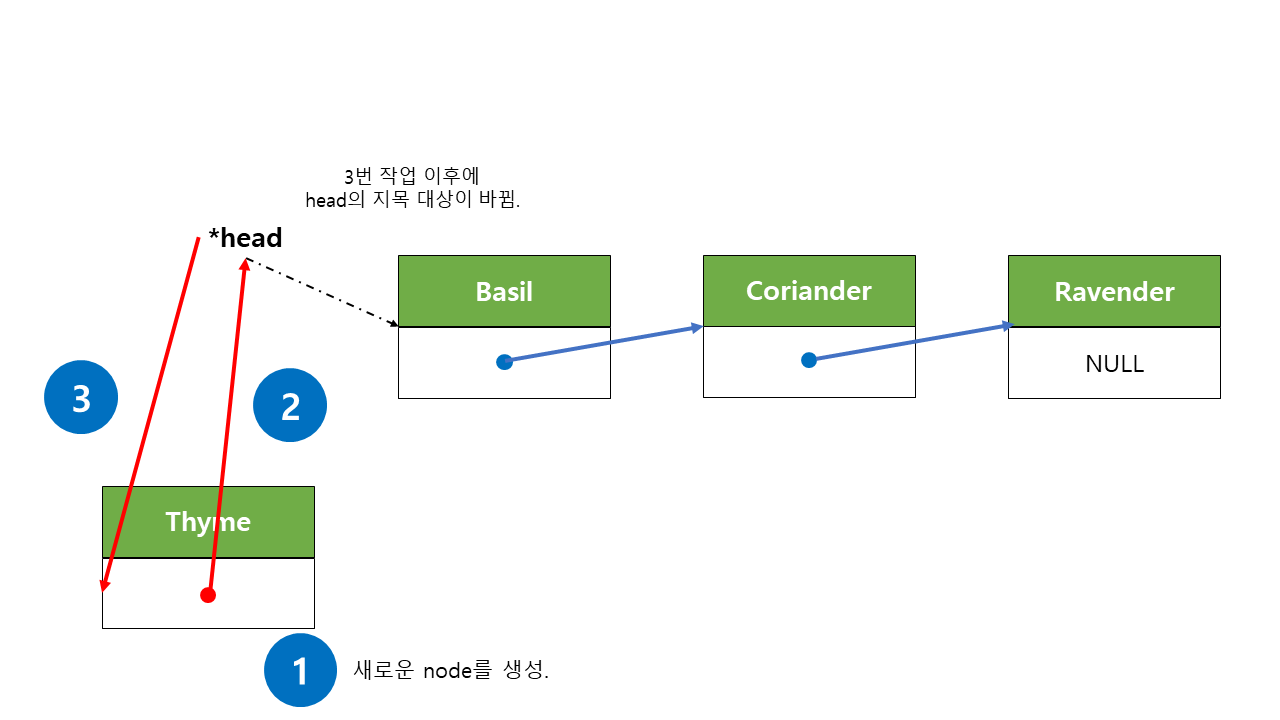 3번 작업 이후에
head의 지목 대상이 바뀜.
*head
Basil
Coriander
Ravender
NULL
3
2
Thyme
1
새로운 node를 생성.